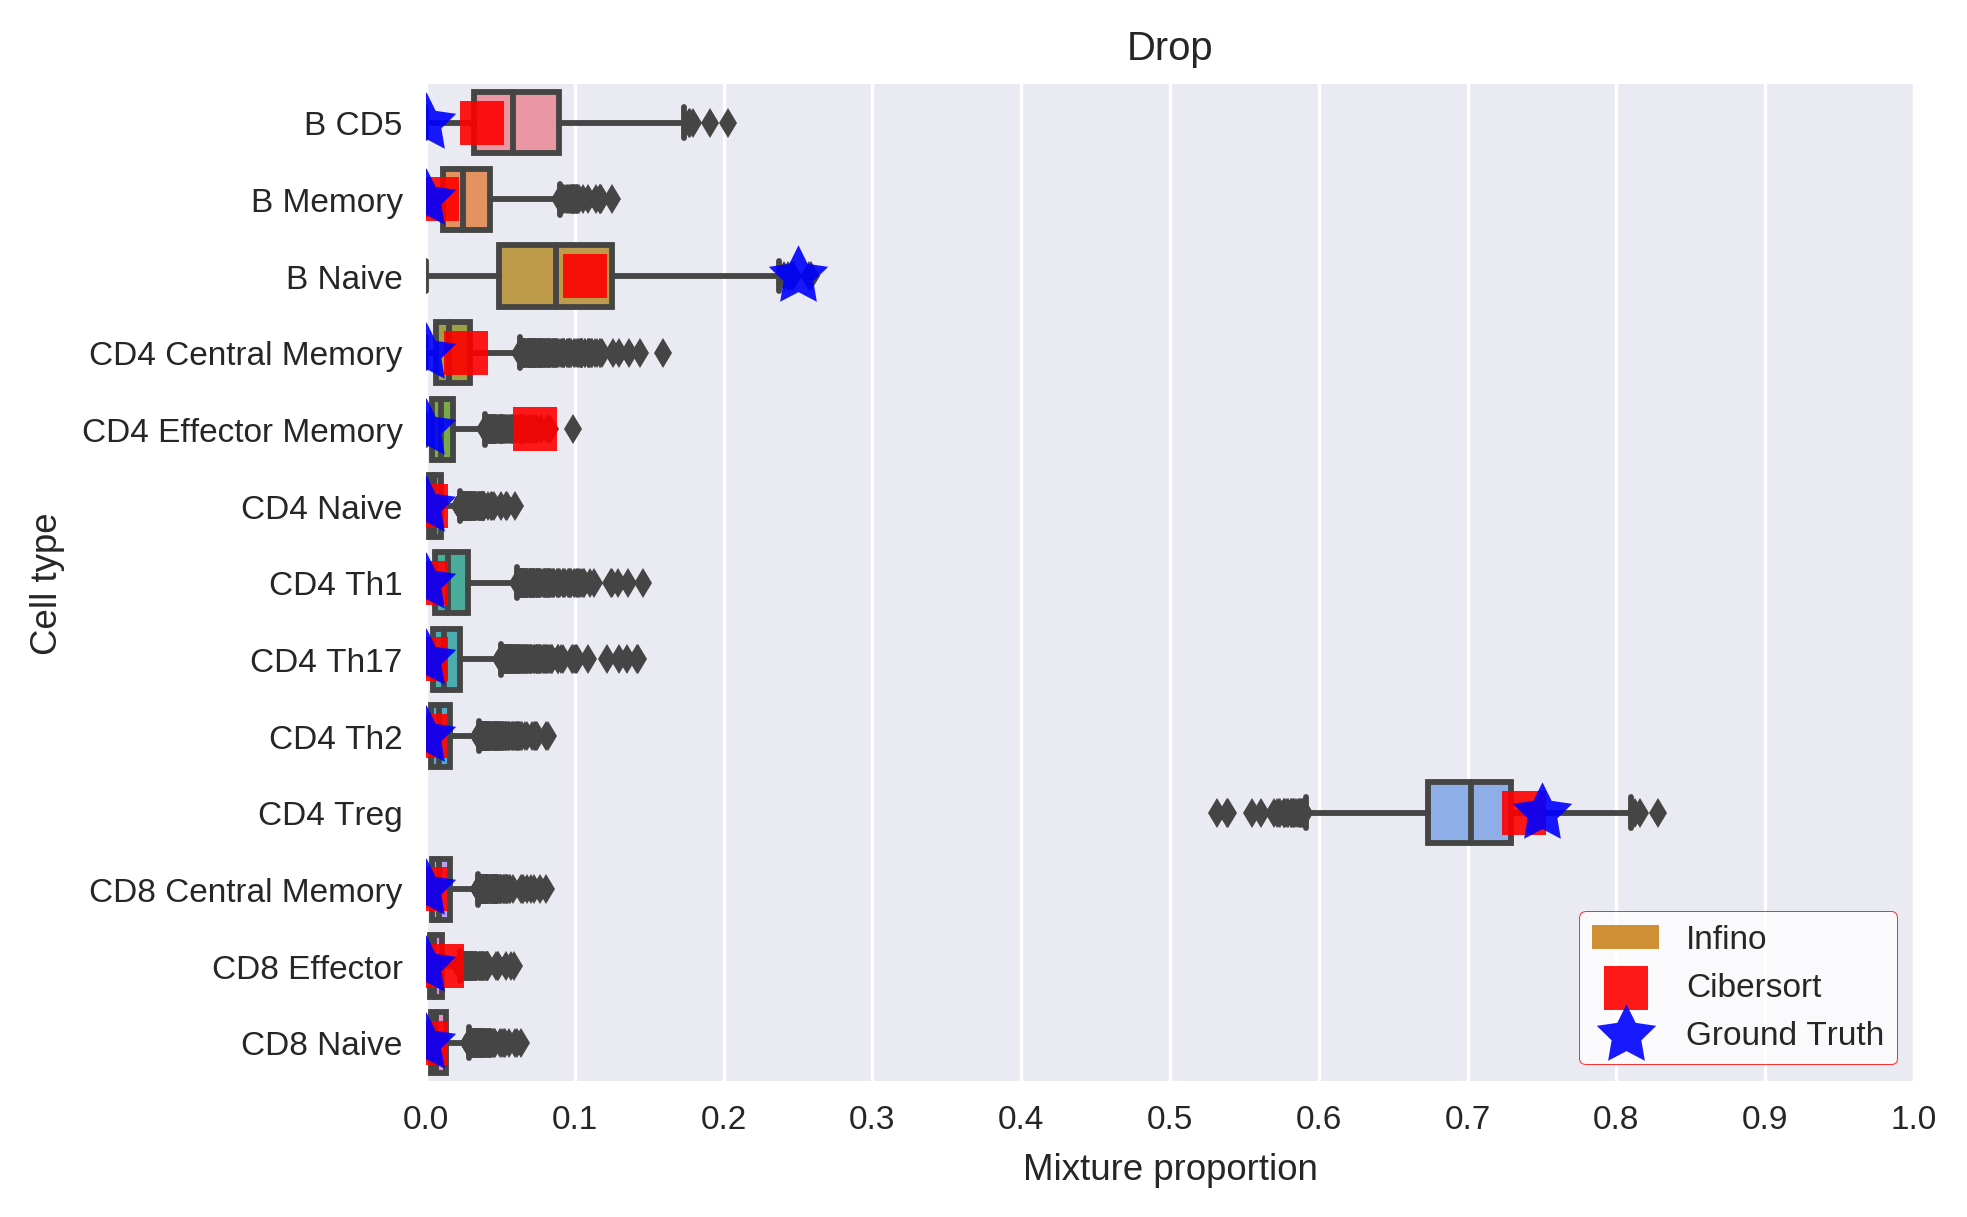 Drop
Cell type
B CD5
B Memory
B Naive
CD4 Central Memory
CD4 Effector Memory
CD4 Naive
CD4 Th1
CD4 Th17
CD4 Th2
CD4 Treg
CD8 Central Memory
CD8 Effector
CD8 Naive
Infino
Cibersort
Ground Truth
0.0 0.1 0.2 0.3 0.4 0.5 0.6 0.7 0.8 0.9 1.0
Mixture proportion